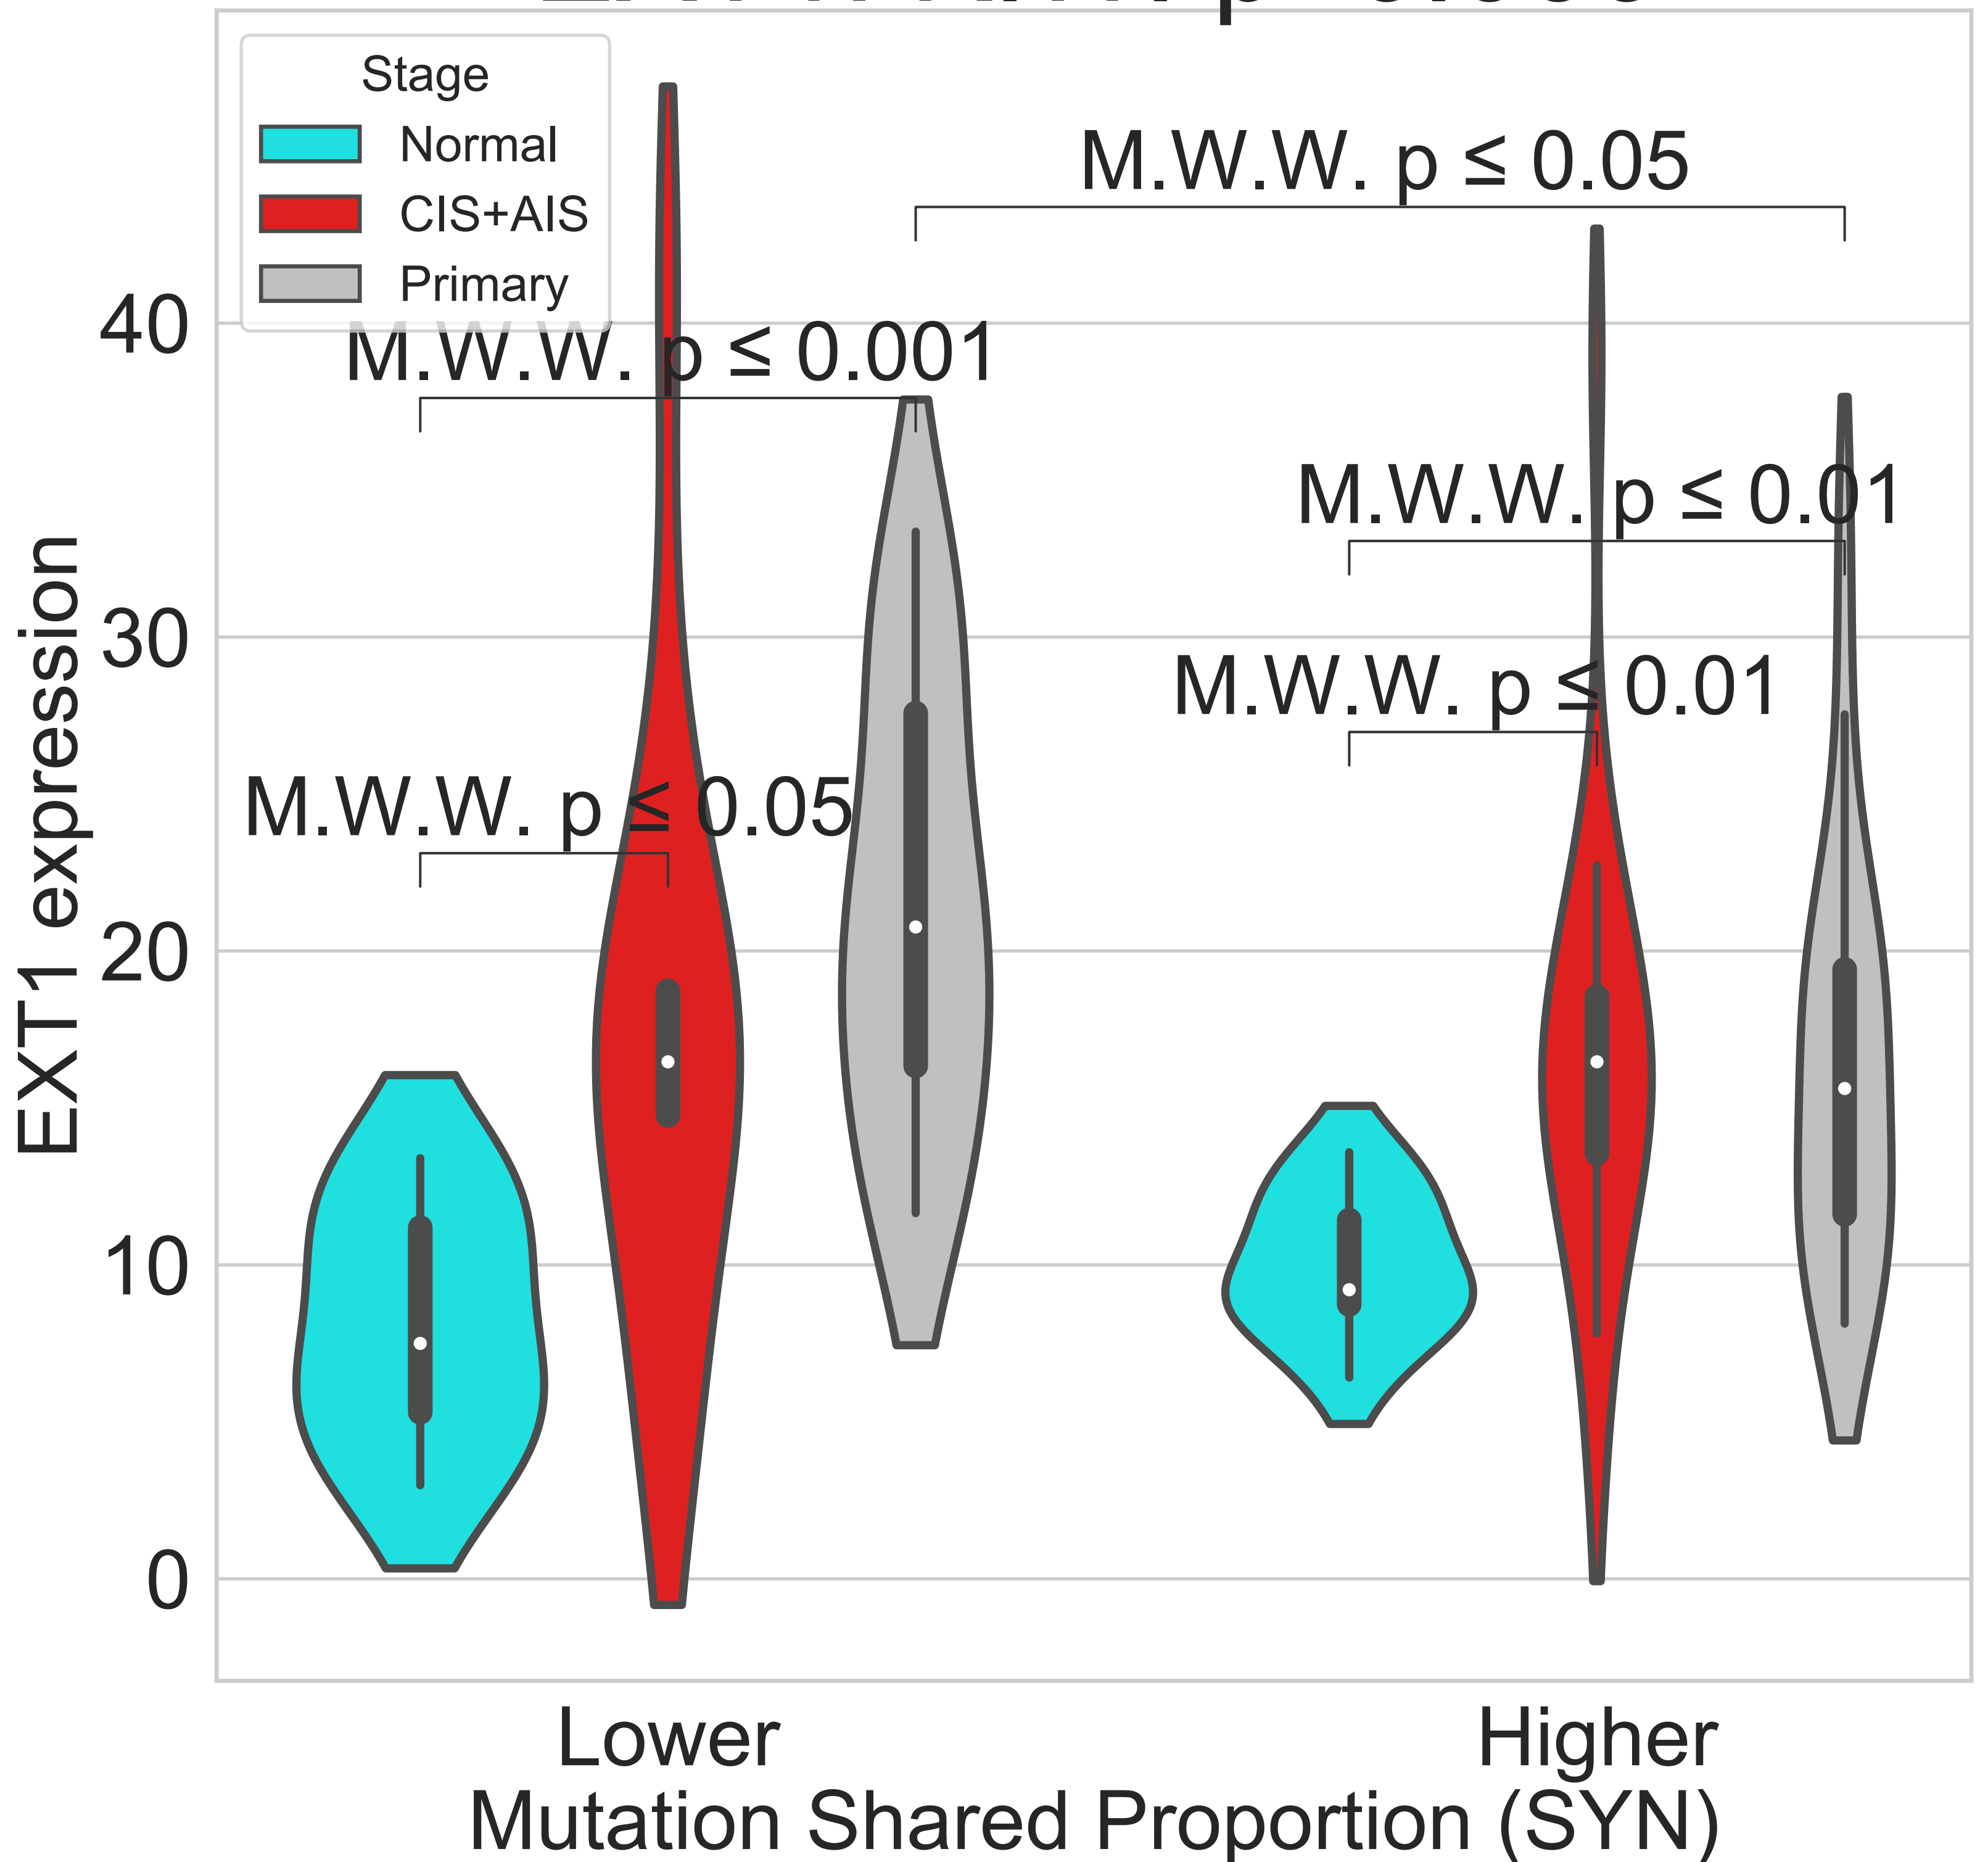 Stage
Normal
CIS+AIS
Primary
M.W.W. p ≤ 0.05
M.W.W. p ≤ 0.001
M.W.W. p ≤ 0.01
M.W.W. p ≤ 0.01
M.W.W. p ≤ 0.05
40
30
20
10
0
EXT1 expression
Lower
Higher
Mutation Shared Proportion (SYN)